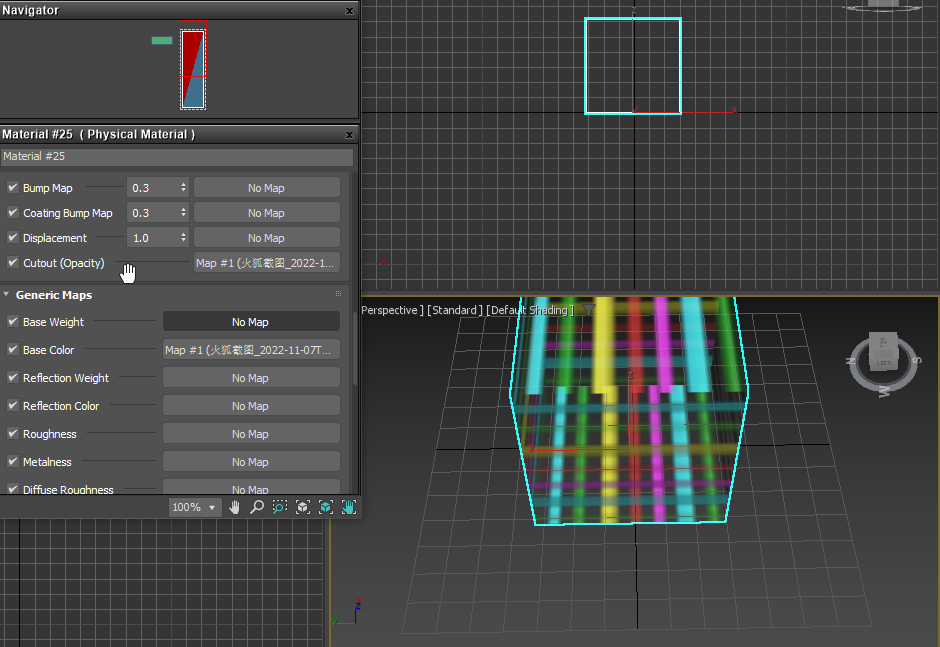 Navigator
x
Material #25 ( Physical Material )
x
Material #25
Bump Map 0.3 No Map
Coating Bump Map 0.3 No Map
Displacement 1.0 No Map
Cutout (Opacity) Map #1 (火狐截图_2022-1...
Generic Maps
Base Weight No Map
Base Color Map #1 (火狐截图_2022-11-07T...
Reflection Weight No Map
Reflection Color No Map
Roughness No Map
Metalness No Map
Diffuse Roughness No Map
100%
Perspective ] [Standard ] [Default Shading ]
N
S
W
LEFT